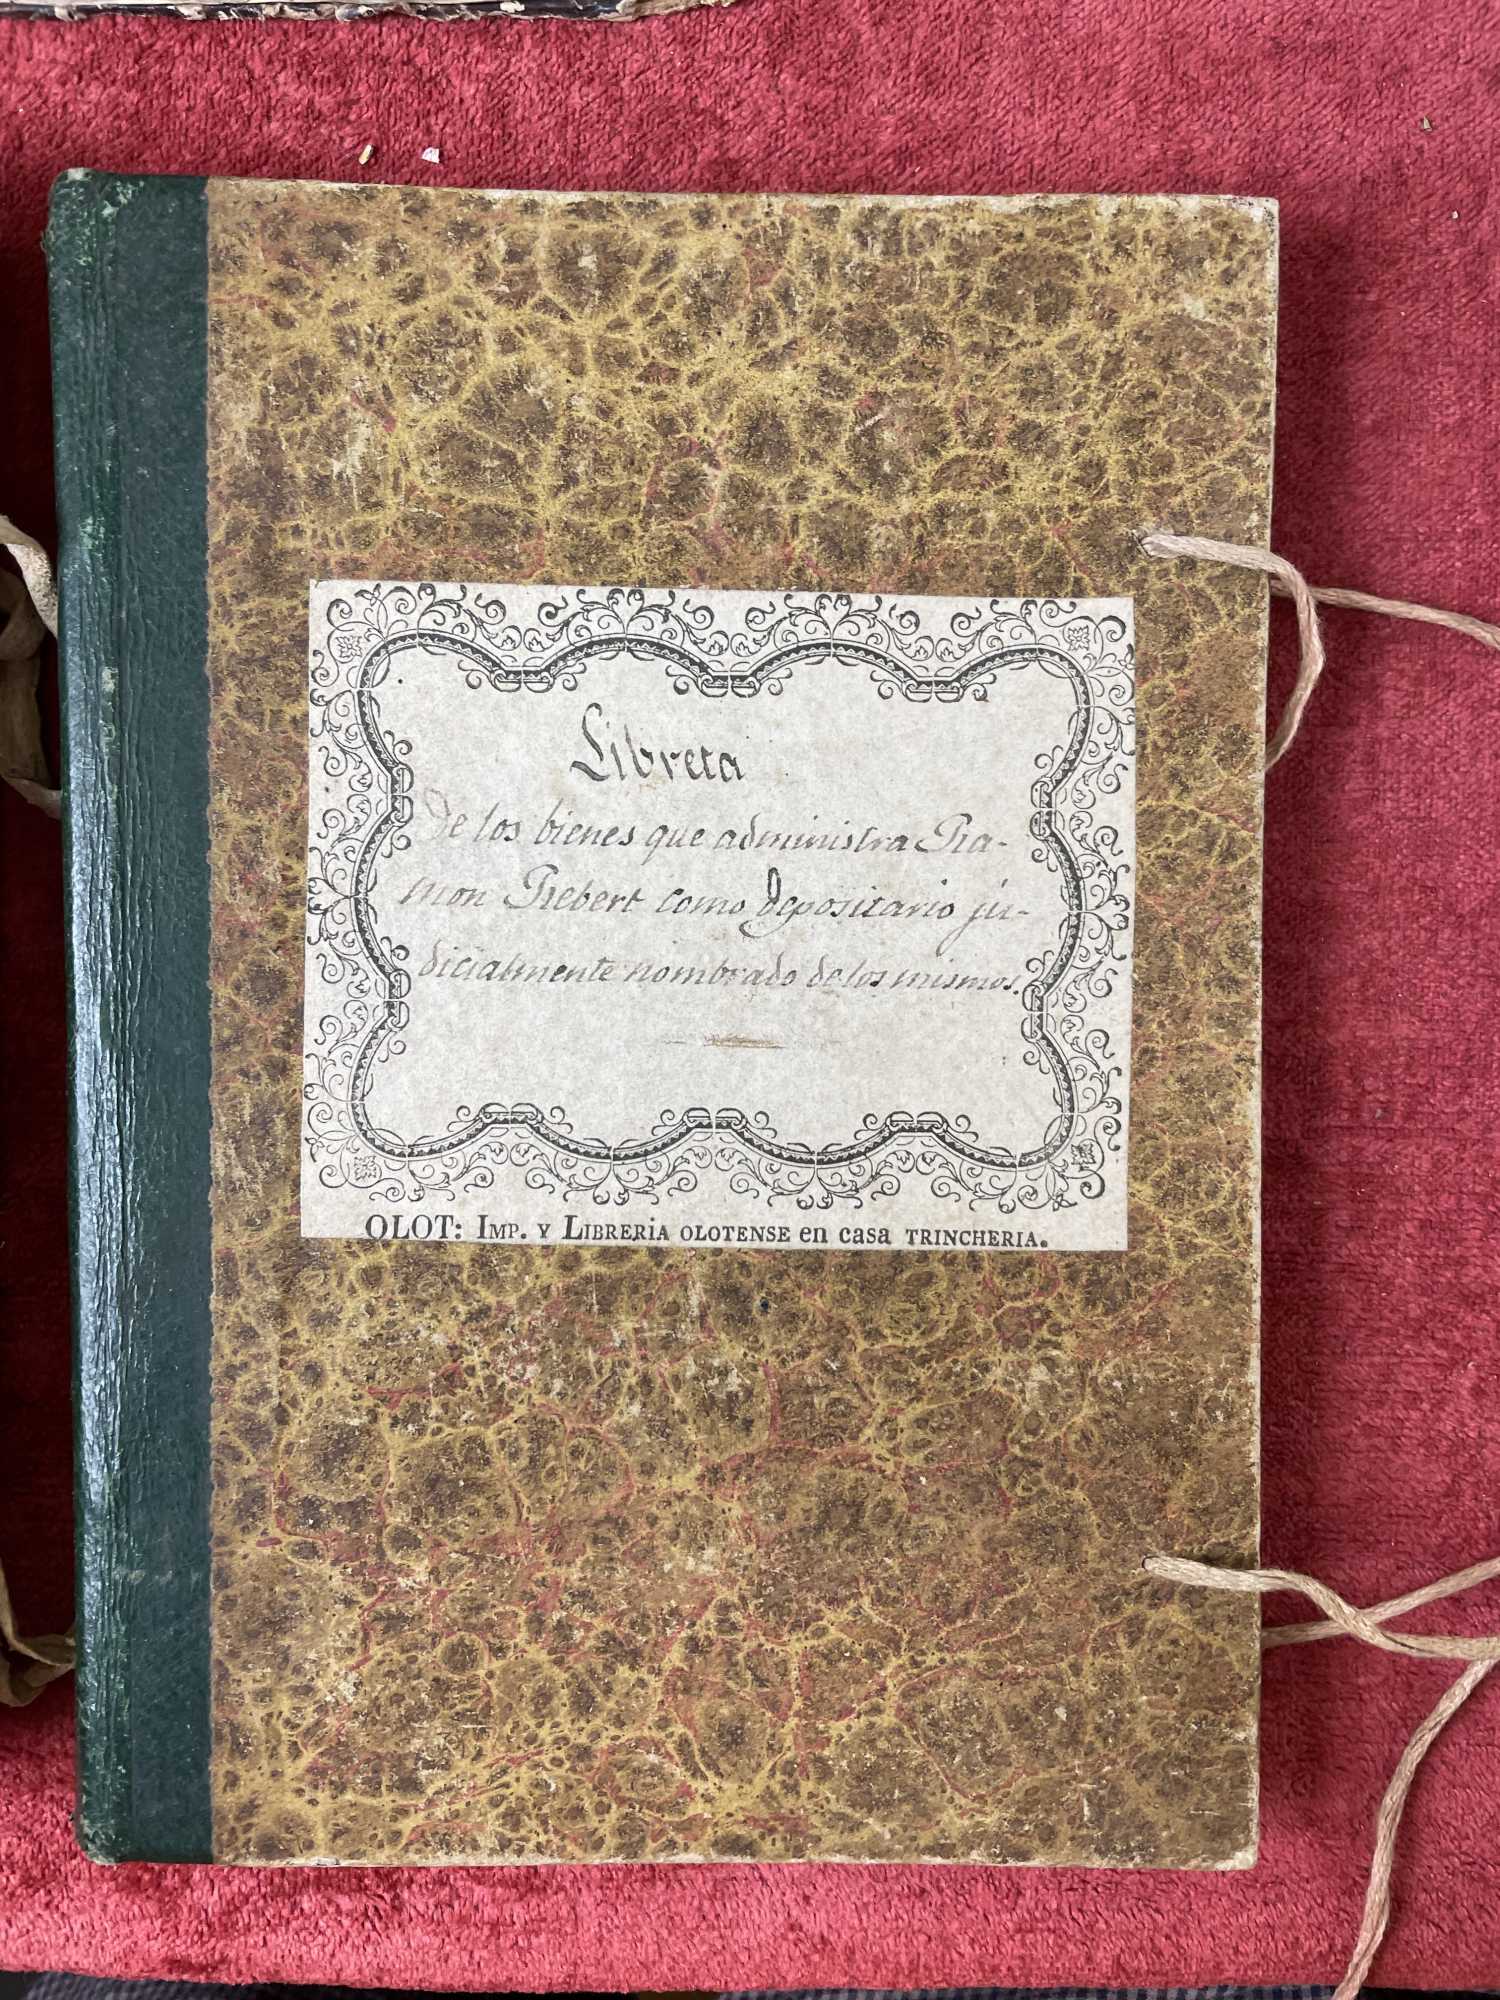 Libreta
de los bienes que administra Ra-
mon Rebert como depositario ju-
dicialmente nombrado de los mismos.
OLOT: IMP. Y LIBRERiA OLOTENSE en casa TRINCHERIA.